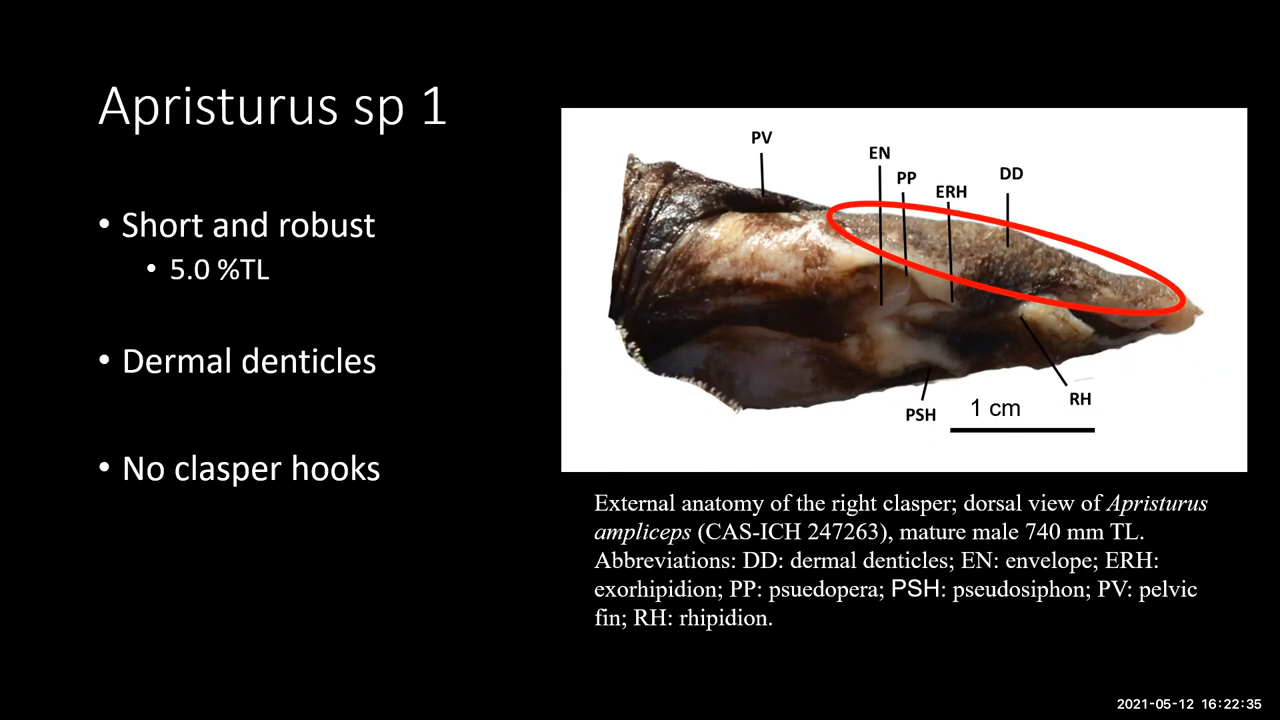 Apristurus sp 1
• Short and robust
• 5.0 %TL
• Dermal denticles
• No clasper hooks
PV
EN
PP
ERH
DD
PSH
1 cm
RH
External anatomy of the right clasper; dorsal view of Apristurus
ampliceps (CAS-ICH 247263), mature male 740 mm TL.
Abbreviations: DD: dermal denticles; EN: envelope; ERH:
exorhipidion; PP: psuedopera; PSH: pseudosiphon; PV: pelvic
fin; RH: rhipidion.
2021-05-12 16:22:35